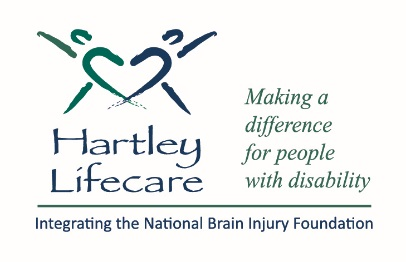 Hartley
Lifecare
Making a
difference
for people
with disability
Integrating the National Brain Injury Foundation